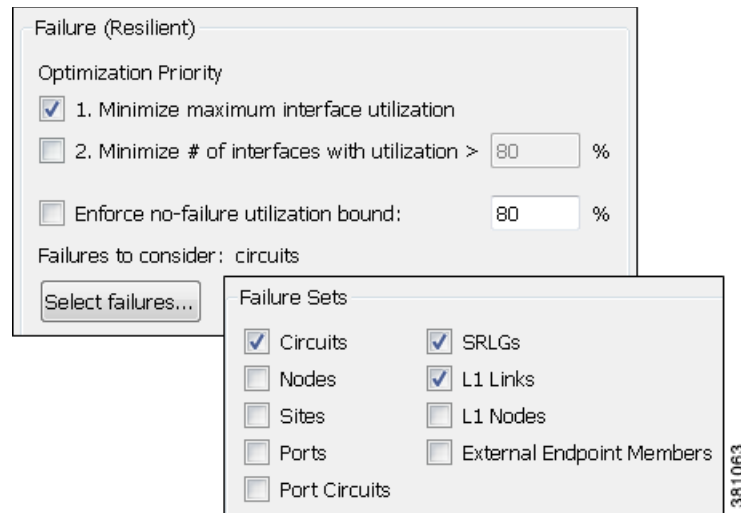 Failure (Resilient)
Optimization Priority
1. Minimize maximum interface utilization
2. Minimize # of interfaces with utilization > 80 %
Enforce no-failure utilization bound: 80 %
Failures to consider: circuits
Select failures...
Failure Sets
Circuits SRLGs
Nodes L1 Links
Sites L1 Nodes
Ports External Endpoint Members
Port Circuits
381063